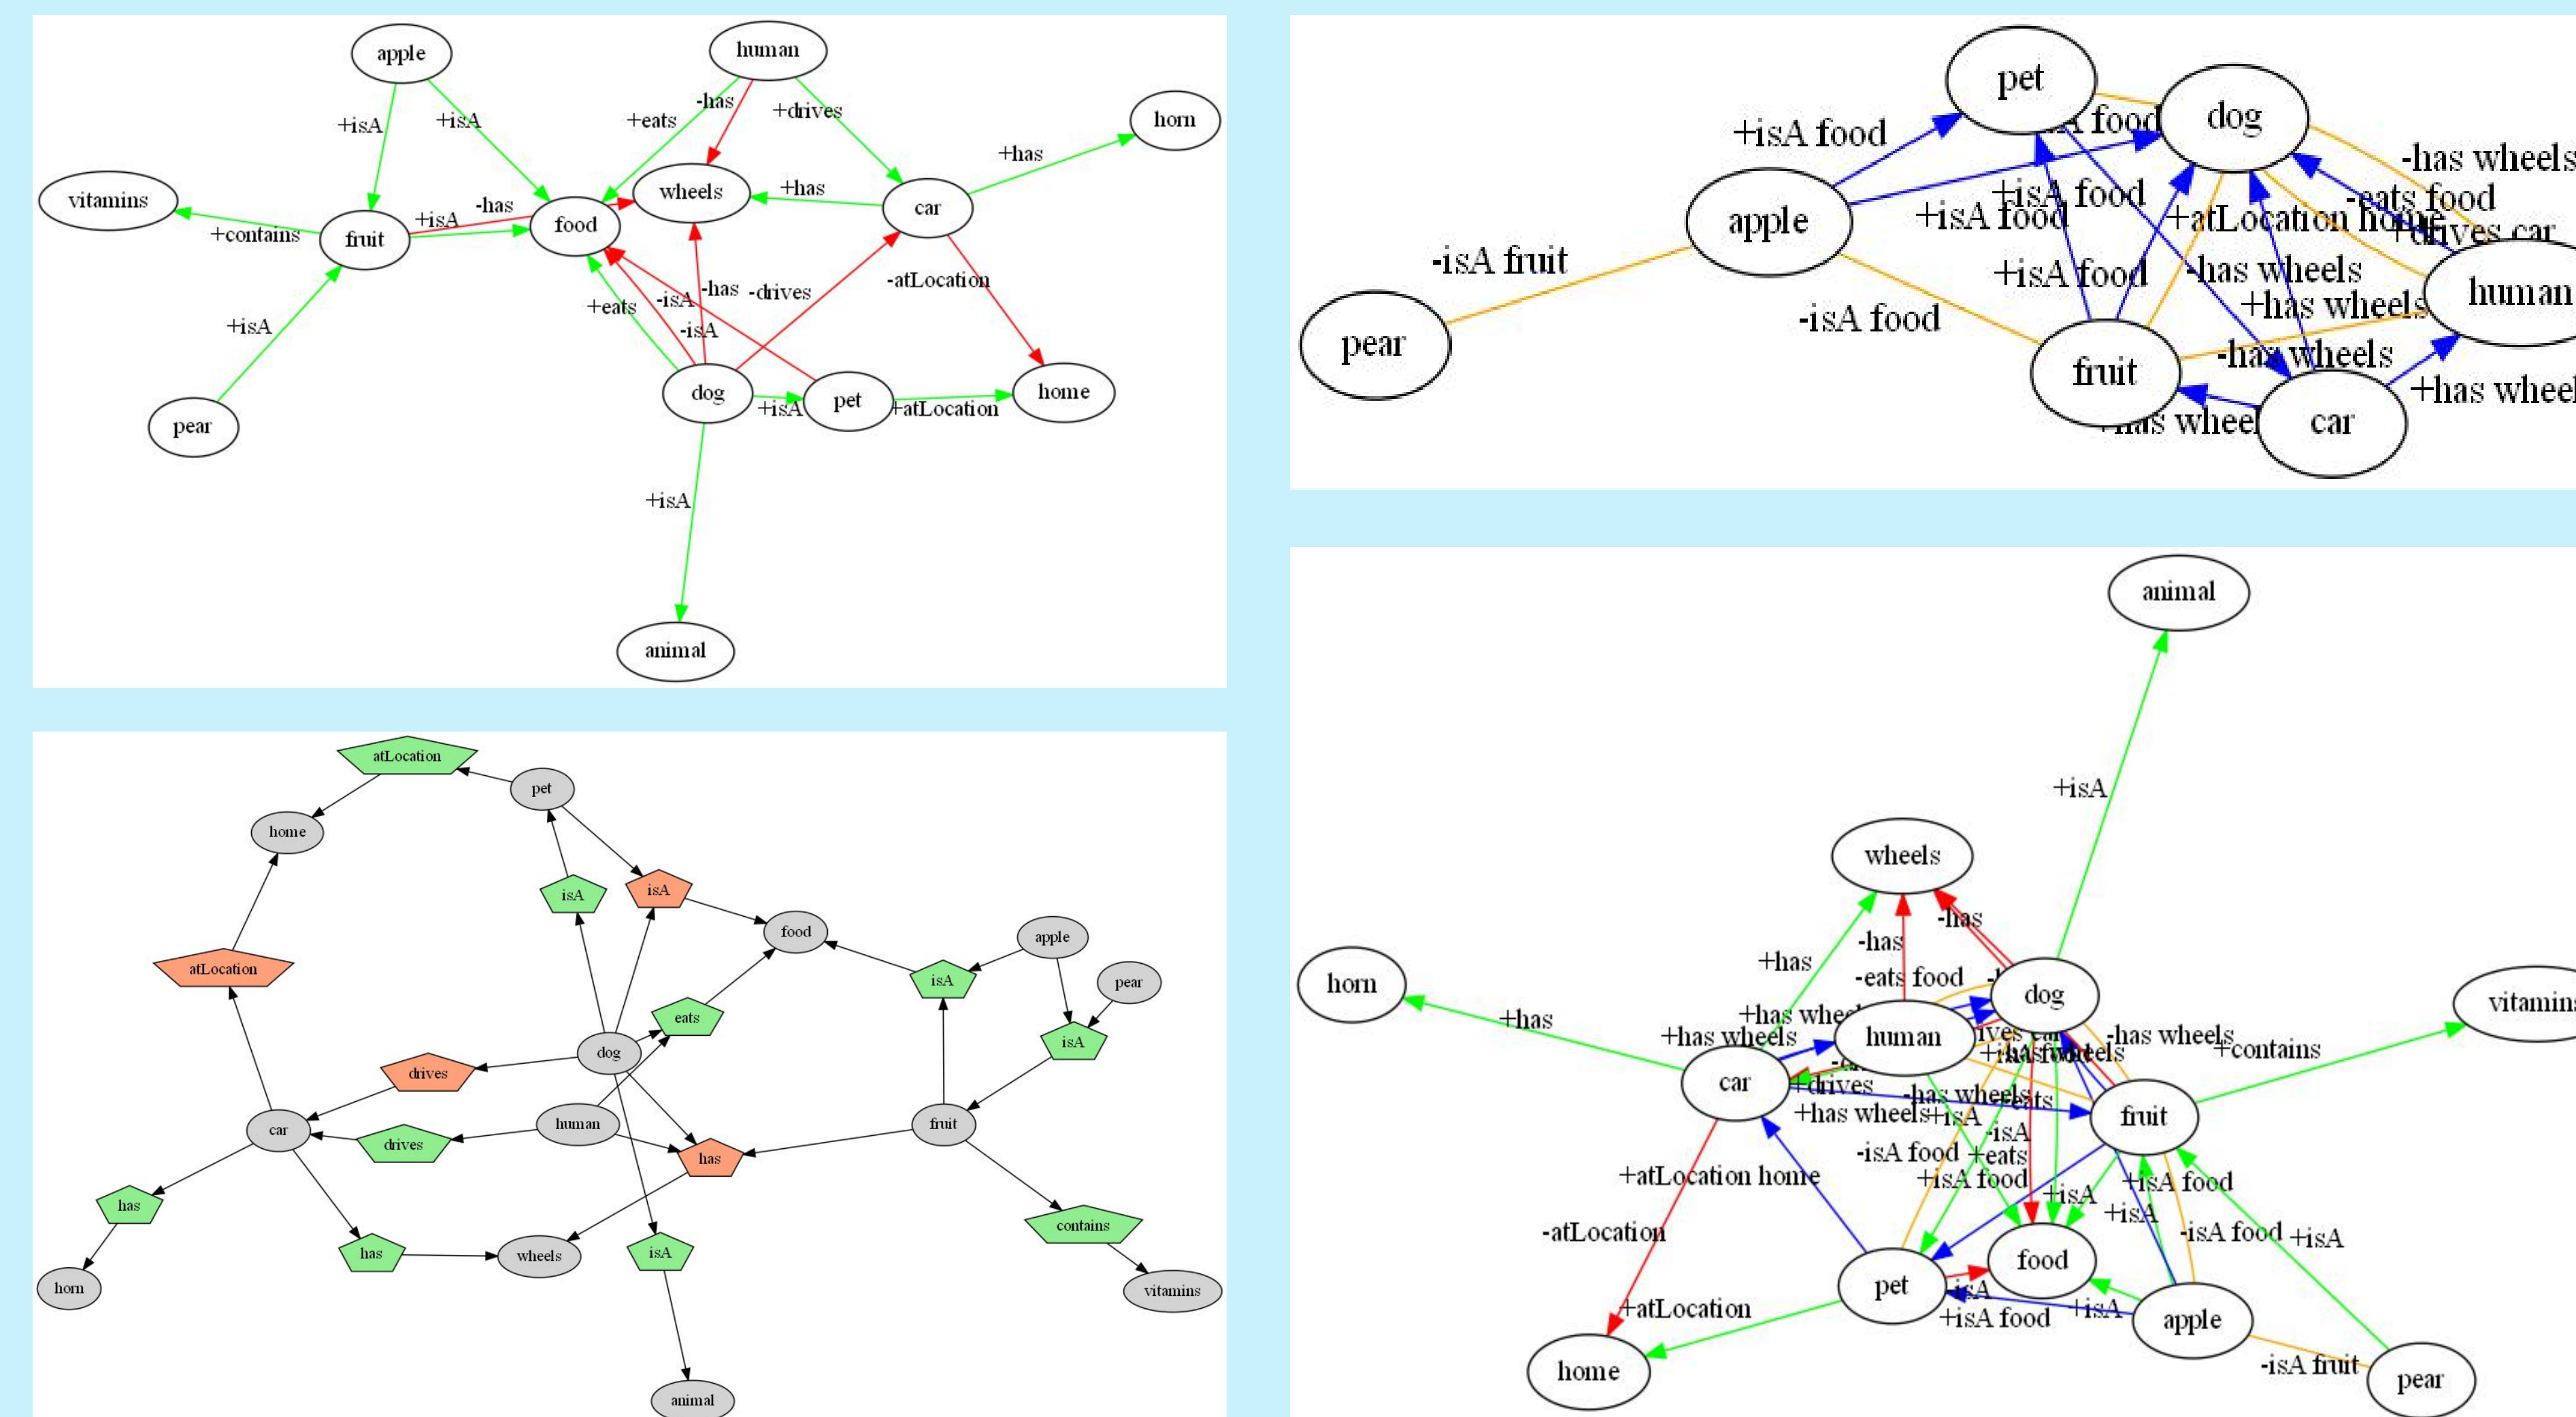 apple
human
horn
+isA
+isA
+eats
-has
+drives
+has
vitamins
wheels
+has
car
+contains
fruit
+isA
-has
food
-atLocation
+isA
+eats
-isA
-isA
-has
-drives
pear
dog
+isA
pet
+atLocation
home
+isA
animal
pet
dog
+isA food
-has wheels
-eats food
apple
+isA food
+isA food
+atLocation home
+drives car
-isA fruit
+isA food
-has wheels
human
+has wheels
-isA food
pear
-has wheels
fruit
car
atLocation
pet
home
isA
isA
food
apple
atLocation
isA
pear
eats
isA
dog
drives
car
drives
human
fruit
has
has
contains
has
wheels
isA
horn
vitamins
animal
animal
+isA
wheels
-has
-has
+has
horn
-eats food
dog
vitamins
+has
+has wheels
human
-has wheels
+contains
car
+drives
-has wheels
+eats
fruit
+has wheels
+isA
-isA
-isA food
+eats
+atLocation home
+isA food
+isA food
+isA
+isA
-atLocation
-isA food
+isA
food
pet
-isA
+atLocation
+isA food
+isA
apple
home
-isA fruit
pear